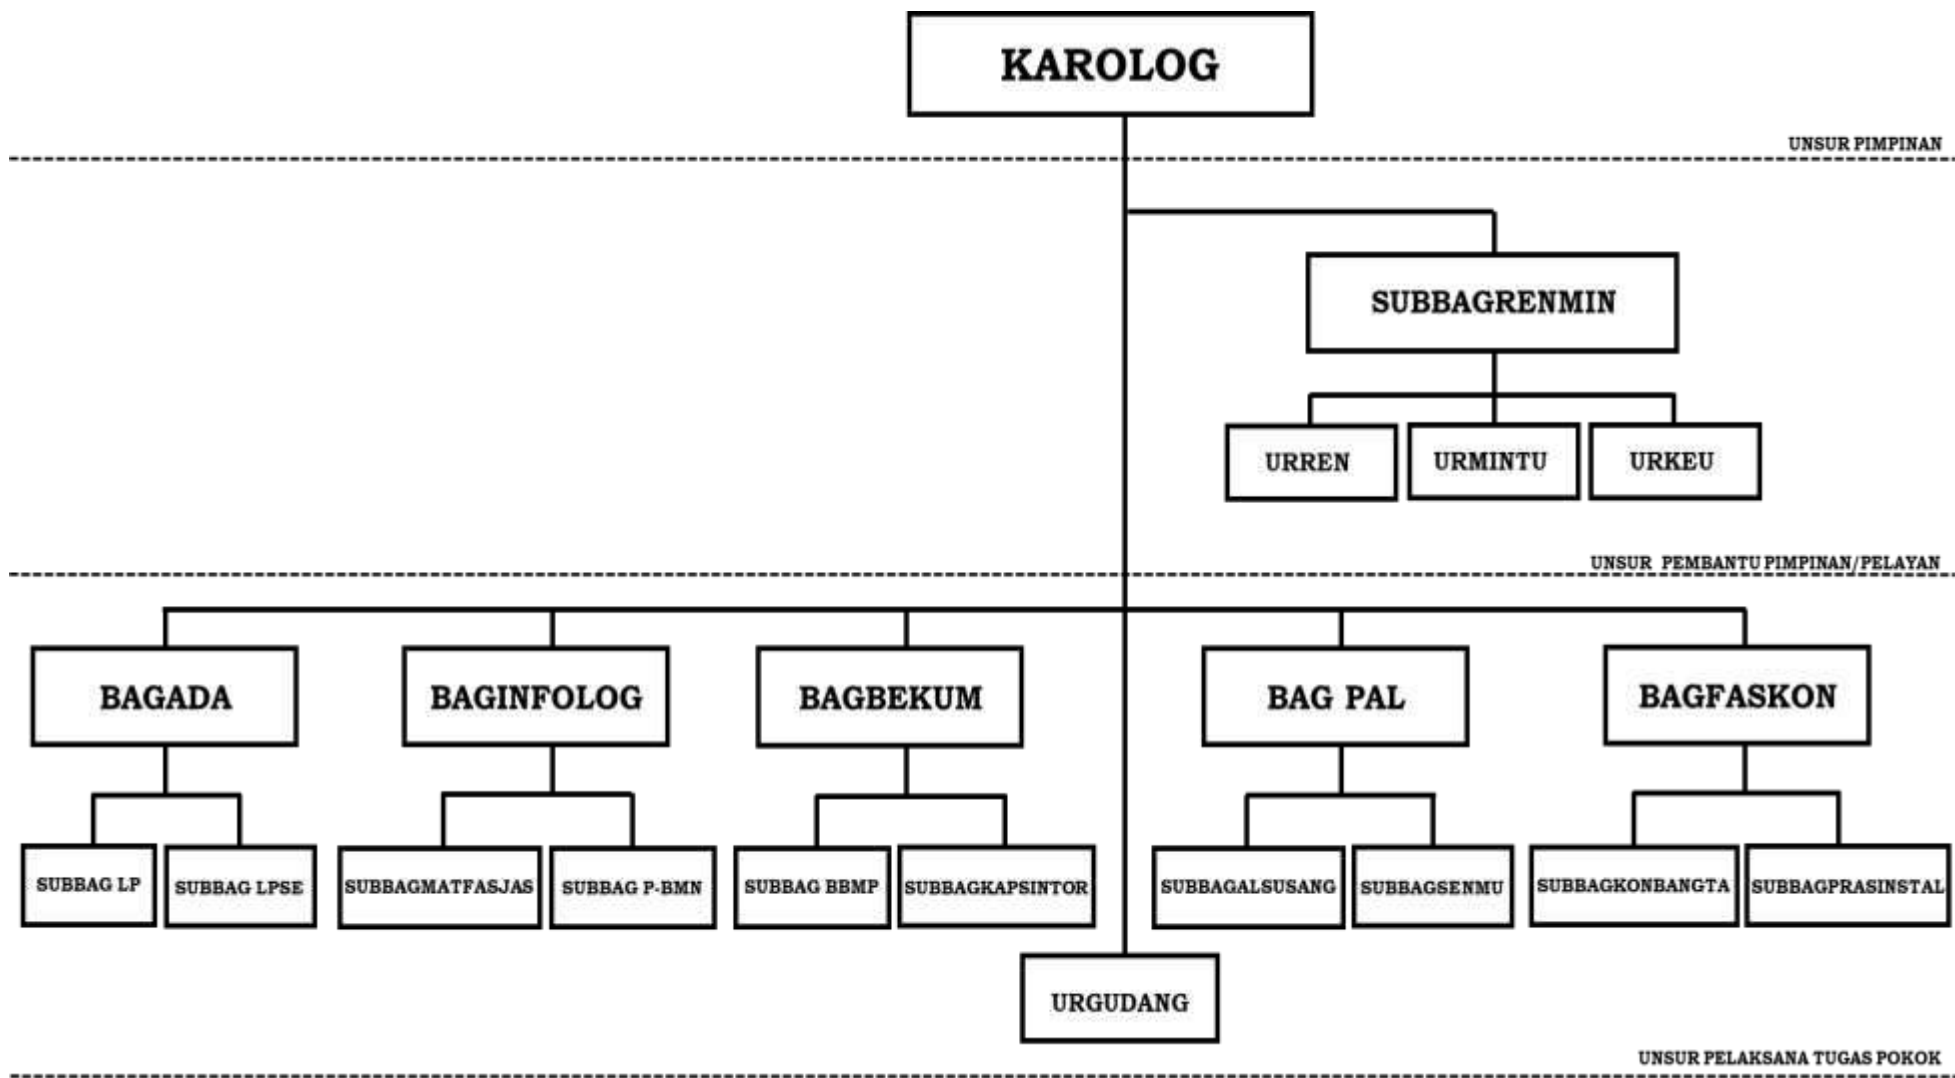 KAROLOG
UNSUR PIMPINAN
SUBBAGRENMIN
URREN
URMINTU
URKEU
UNSUR PEMBANTU PIMPINAN/PELAYAN
BAGADA
BAGINFOLOG
BAGBEKUM
BAG PAL
BAGFASKON
SUBBAG LP
SUBBAG LPSE
SUBBAGMATFASJAS
SUBBAG P-BMN
SUBBAG BBMP
SUBBAGKAPSINTOR
SUBBAGALSUSANG
SUBBAGSENMU
SUBBAGKONBANGTA
SUBBAGPRASINSTAL
URGUDANG
UNSUR PELAKSANA TUGAS POKOK